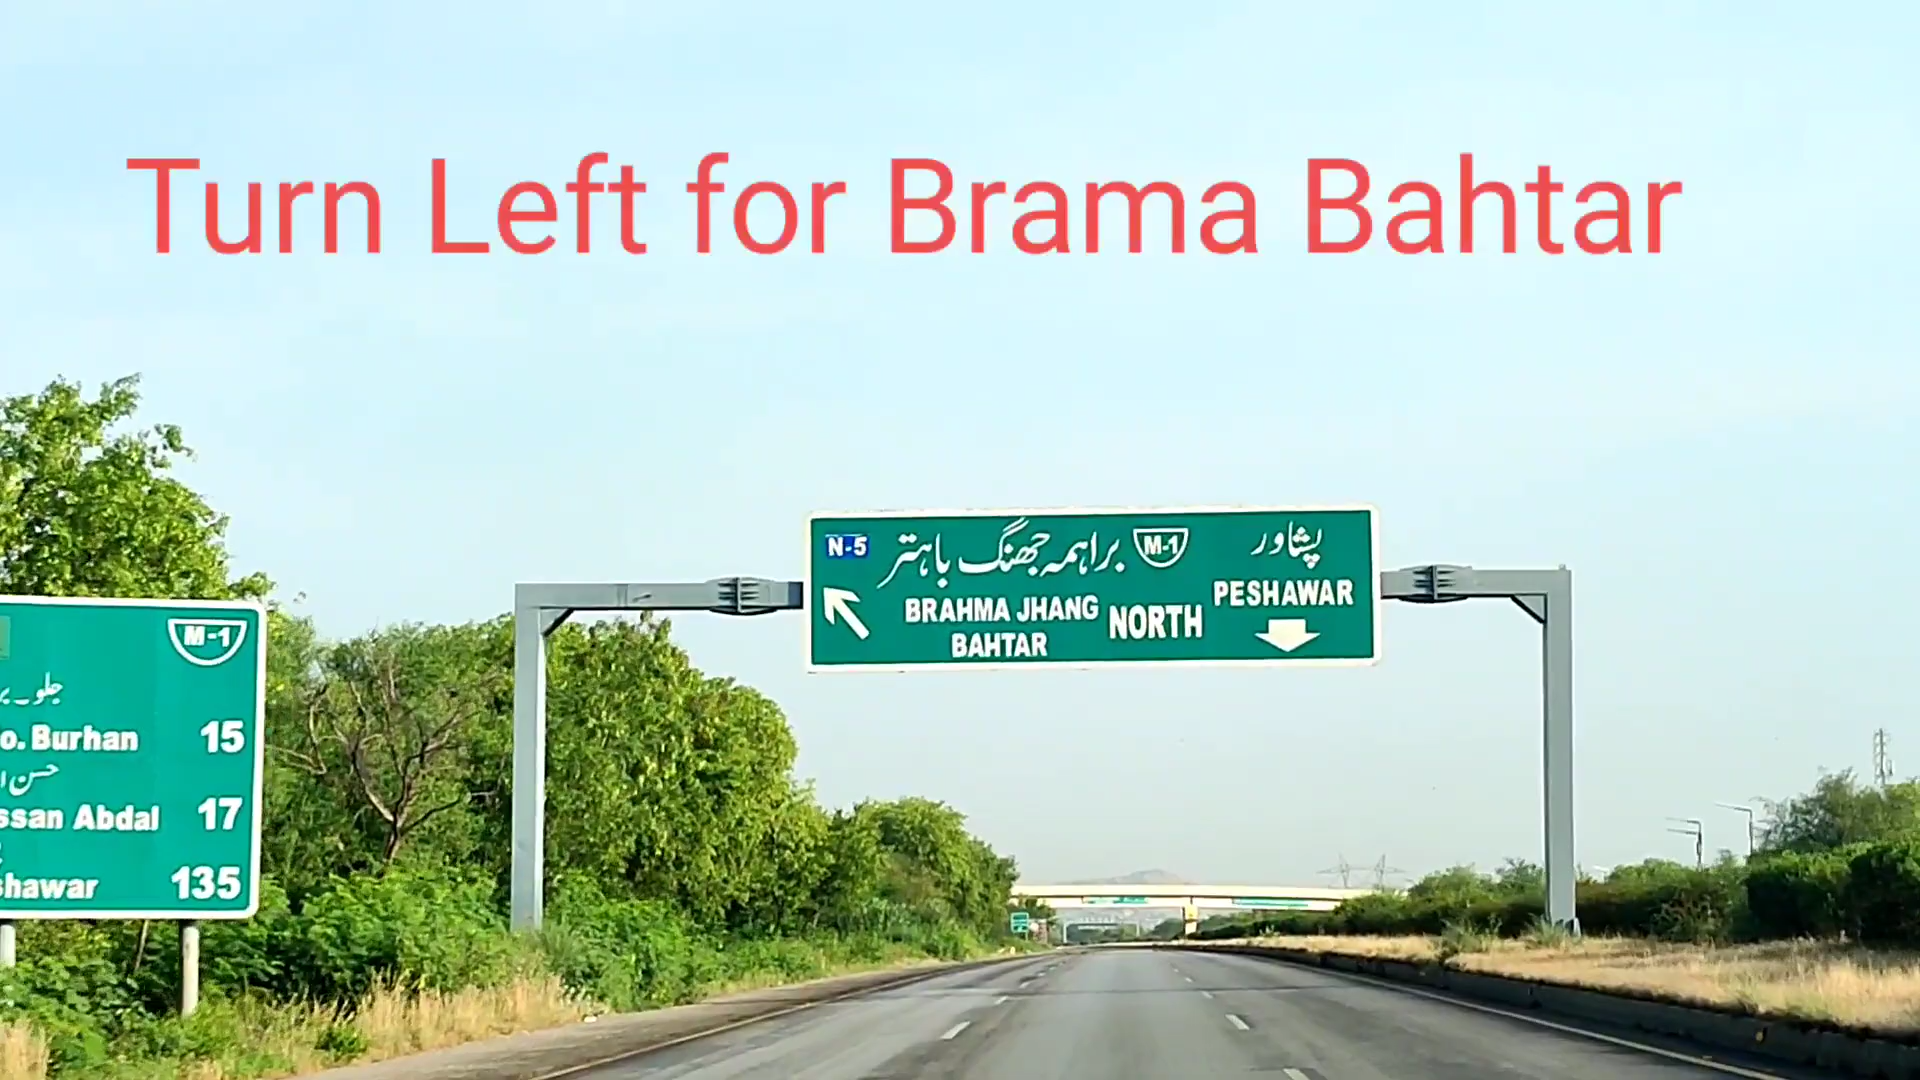 Turn Left for Brama Bahtar
N-5 براہمہ جھنگ باہتر M-1 پشاور
BRAHMA JHANG BAHTAR NORTH PESHAWAR
M-1
o. Burhan 15
ssan Abdal 17
shawar 135